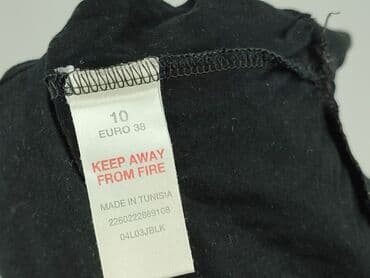 10
EURO 38
KEEP AWAY
FROM FIRE
MADE IN TUNISIA
2260222889108
04L03JBLK